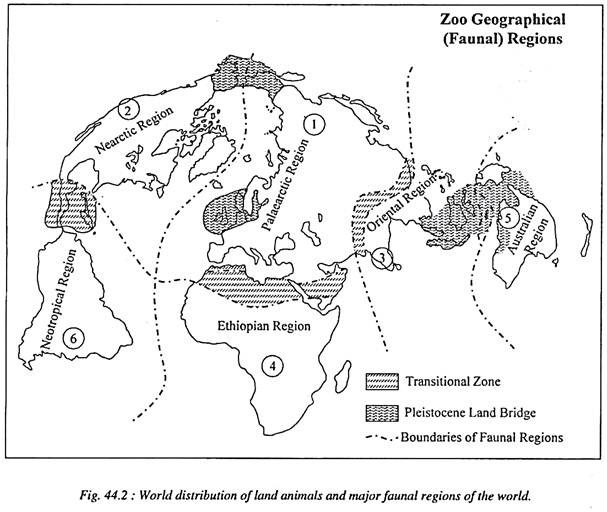 Zoo Geographical
(Faunal) Regions
2
Nearctic Region
1
Palaearctic Region
Oriental Region
3
5
Australian
Region
Neotropical Region
6
Ethiopian Region
4
Transitional Zone
Pleistocene Land Bridge
Boundaries of Faunal Regions
Fig. 44.2 : World distribution of land animals and major faunal regions of the world.